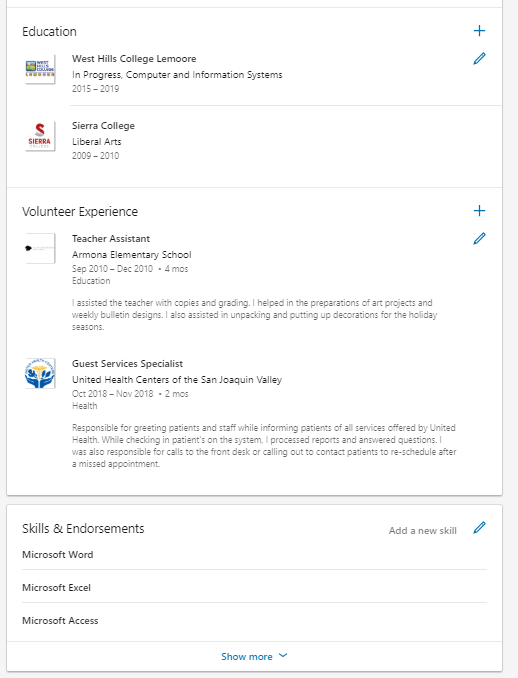 Education
West Hills College Lemoore
In Progress, Computer and Information Systems
2015 – 2019
Sierra College
Liberal Arts
2009 – 2010
SIERRA
Volunteer Experience
Teacher Assistant
Armona Elementary School
Sep 2010 – Dec 2010 • 4 mos
Education
I assisted the teacher with copies and grading. I helped in the preparations of art projects and
weekly bulletin designs. I also assisted in unpacking and putting up decorations for the holiday
seasons.
Guest Services Specialist
United Health Centers of the San Joaquin Valley
Oct 2018 – Nov 2018 • 2 mos
Health
Responsible for greeting patients and staff while informing patients of all services offered by United
Health. While checking in patient's on the system, I processed reports and answered questions. I
was also responsible for calls to the front desk or calling out to contact patients to re-schedule after
a missed appointment.
Skills & Endorsements
Add a new skill
Microsoft Word
Microsoft Excel
Microsoft Access
Show more